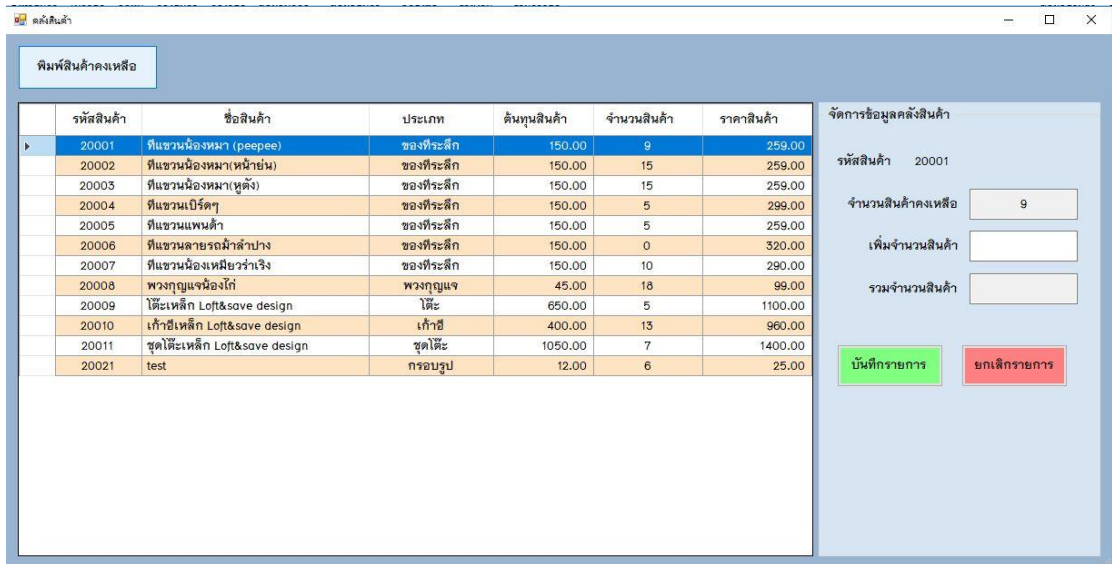 คลังสินค้า
พิมพ์สินค้าคงเหลือ
รหัสสินค้า ชื่อสินค้า ประเภท ต้นทุนสินค้า จำนวนสินค้า ราคาสินค้า
20001 ที่แขวนน้องหมา (peepee) ของที่ระลึก 150.00 9 259.00
20002 ที่แขวนน้องหมา(หน้าย่น) ของที่ระลึก 150.00 15 259.00
20003 ที่แขวนน้องหมา(หูตั้ง) ของที่ระลึก 150.00 15 259.00
20004 ที่แขวนเบิร์ดๆ ของที่ระลึก 150.00 5 299.00
20005 ที่แขวนแพนด้า ของที่ระลึก 150.00 5 259.00
20006 ที่แขวนลายรถม้าลำปาง ของที่ระลึก 150.00 0 320.00
20007 ที่แขวนน้องเหมียวร่าเริง ของที่ระลึก 150.00 10 290.00
20008 พวงกุญแจน้องไก่ พวงกุญแจ 45.00 18 99.00
20009 โต๊ะเหล็ก Loft&save design โต๊ะ 650.00 5 1100.00
20010 เก้าอี้เหล็ก Loft&save design เก้าอี้ 400.00 13 960.00
20011 ชุดโต๊ะเหล็ก Loft&save design ชุดโต๊ะ 1050.00 7 1400.00
20021 test กรอบรูป 12.00 6 25.00
จัดการข้อมูลคลังสินค้า
รหัสสินค้า 20001
จำนวนสินค้าคงเหลือ 9
เพิ่มจำนวนสินค้า
รวมจำนวนสินค้า
บันทึกรายการ ยกเลิกรายการ